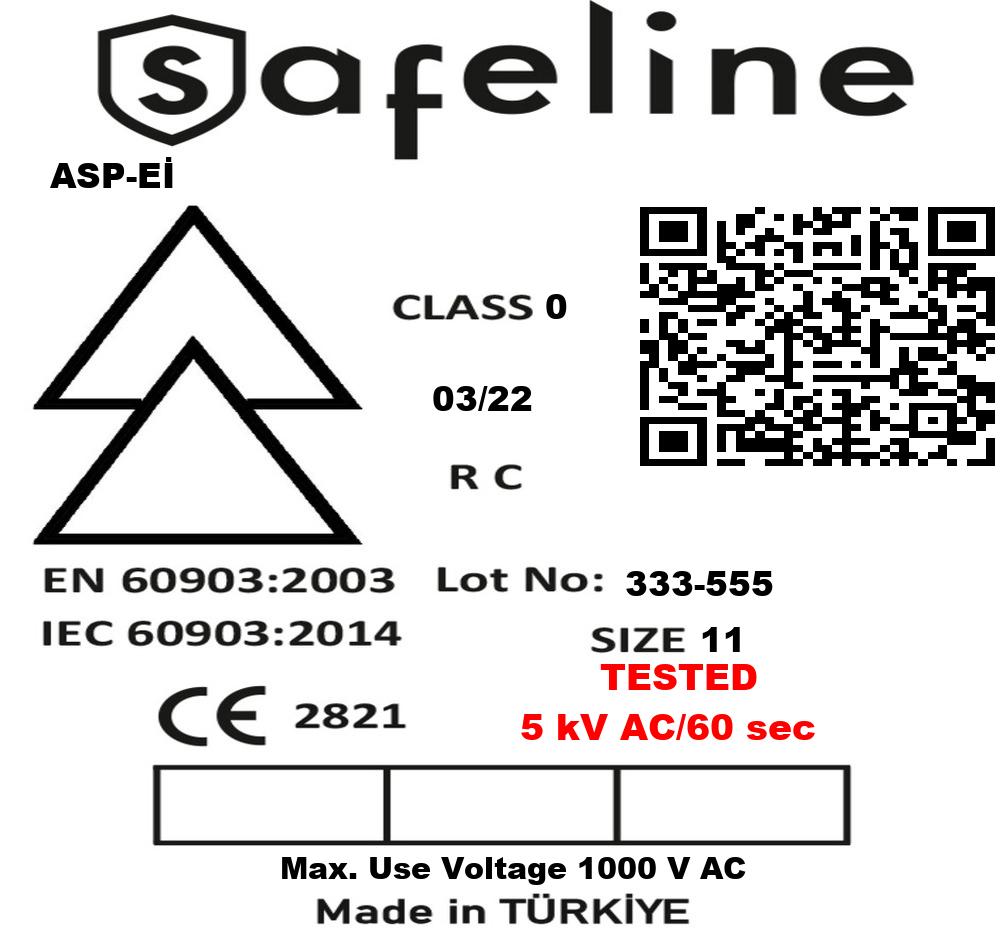 Safeline
ASP-Eİ
CLASS 0
03/22
R C
EN 60903:2003
Lot No: 333-555
IEC 60903:2014
SIZE 11
TESTED
CE 2821
5 kV AC/60 sec
Max. Use Voltage 1000 V AC
Made in TÜRKİYE